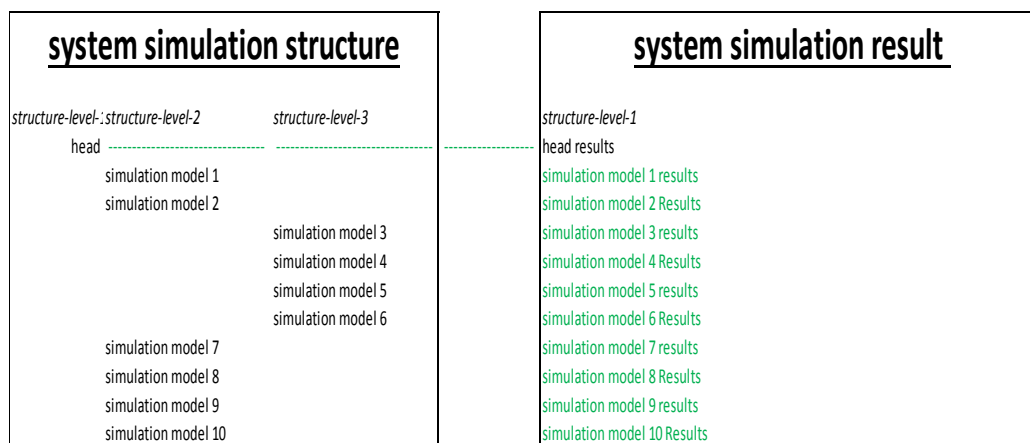 system simulation structure
structure-level-1 structure-level-2 structure-level-3
head
simulation model 1
simulation model 2
simulation model 3
simulation model 4
simulation model 5
simulation model 6
simulation model 7
simulation model 8
simulation model 9
simulation model 10
system simulation result
structure-level-1
head results
simulation model 1 results
simulation model 2 Results
simulation model 3 results
simulation model 4 Results
simulation model 5 results
simulation model 6 Results
simulation model 7 results
simulation model 8 Results
simulation model 9 results
simulation model 10 Results